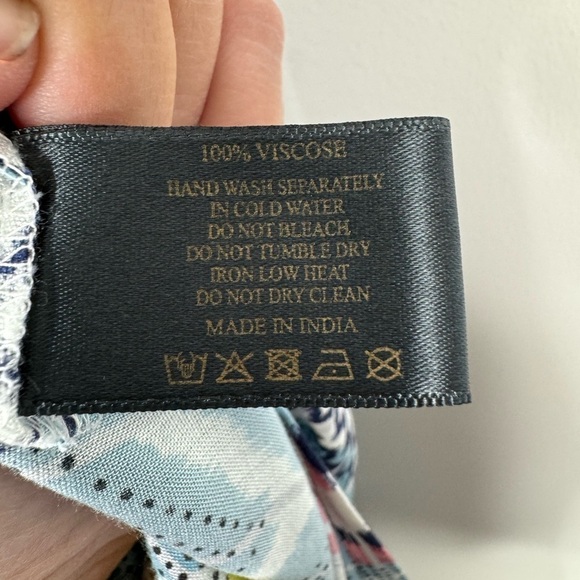 100% VISCOSE
HAND WASH SEPARATELY
IN COLD WATER
DO NOT BLEACH
DO NOT TUMBLE DRY
IRON LOW HEAT
DO NOT DRY CLEAN
MADE IN INDIA